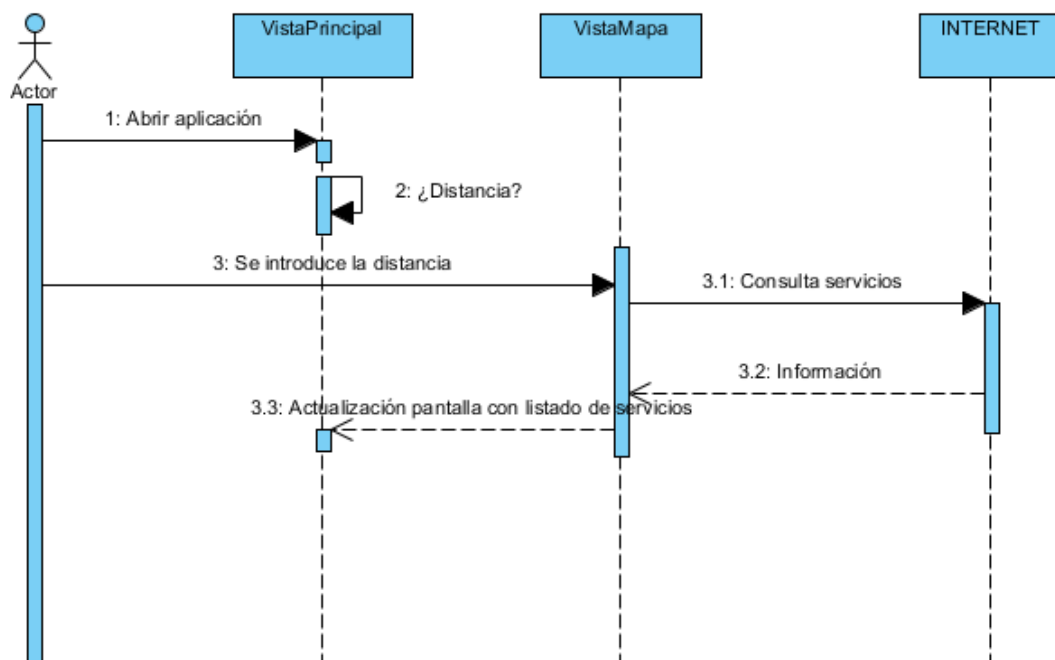 VistaPrincipal
VistaMapa
INTERNET
Actor
1: Abrir aplicación
2: ¿Distancia?
3: Se introduce la distancia
3.1: Consulta servicios
3.2: Información
3.3: Actualización pantalla con listado de servicios